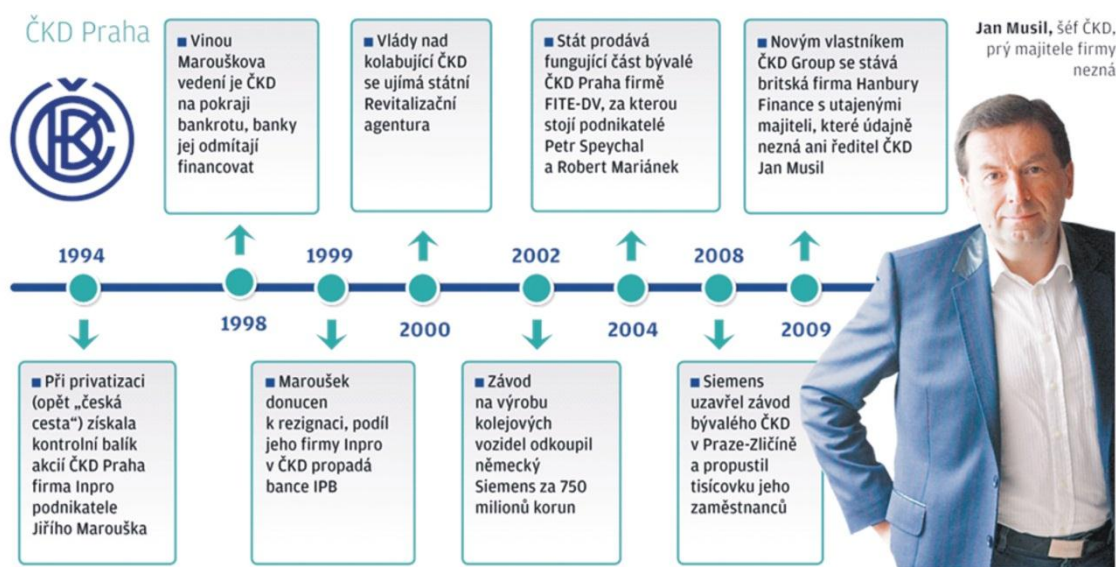 ČKD Praha
ČKD
■ Vinou
Marouškova
vedení je ČKD
na pokraji
bankrotu, banky
jej odmítají
financovat
■ Vlády nad
kolabující ČKD
se ujímá státní
Revitalizační
agentura
■ Stát prodává
fungující část bývalé
ČKD Praha firmě
FITE-DV, za kterou
stojí podnikatelé
Petr Speychal
a Robert Mariánek
■ Novým vlastníkem
ČKD Group se stává
britská firma Hanbury
Finance s utajenými
majiteli, které údajně
nezná ani ředitel ČKD
Jan Musil
Jan Musil, šéf ČKD,
prý majitele firmy
nezná
1994
1998
1999
2000
2002
2004
2008
2009
■ Při privatizaci
(opět „česká
cesta“) získala
kontrolní balík
akcií ČKD Praha
firma Inpro
podnikatele
Jiřího Marouška
■ Maroušek
donucen
k rezignaci, podíl
jeho firmy Inpro
v ČKD propadá
bance IPB
■ Závod
na výrobu
kolejových
vozidel odkoupil
německý
Siemens za 750
milionů korun
■ Siemens
uzavřel závod
bývalého ČKD
v Praze-Zličíně
a propustil
tisícovku jeho
zaměstnanců